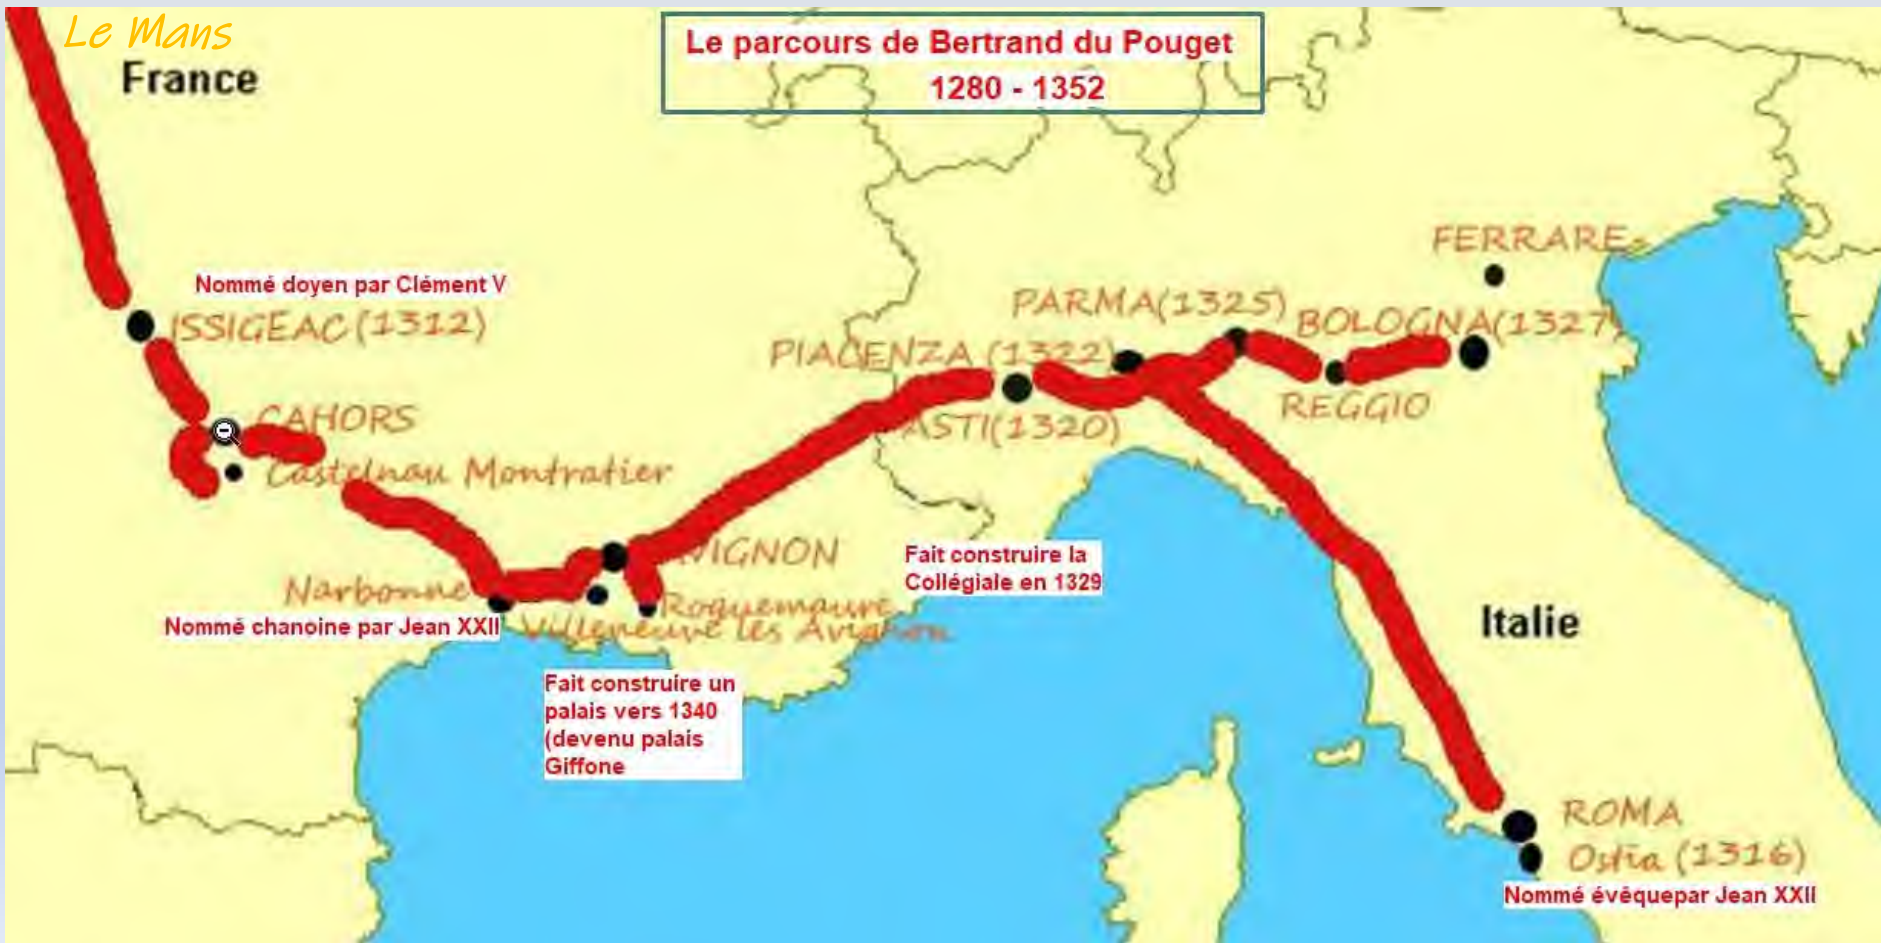 Le Mans
France
Le parcours de Bertrand du Pouget
1280 - 1352
FERRARE
Nommé doyen par Clément V
ISSIGEAC (1312)
PARMA(1325)
BOLOGNA(1327)
PIACENZA (1322)
REGGIO
CAHORS
ASTI(1320)
Castelnau Montratier
AVIGNON
Fait construire la
Collégiale en 1329
Narbonne
Roquemaure
Nommé chanoine par Jean XXII
Villeneuve les Avignon
Italie
Fait construire un
palais vers 1340
(devenu palais
Giffone
ROMA
Ostia (1316)
Nommé évêquepar Jean XXII